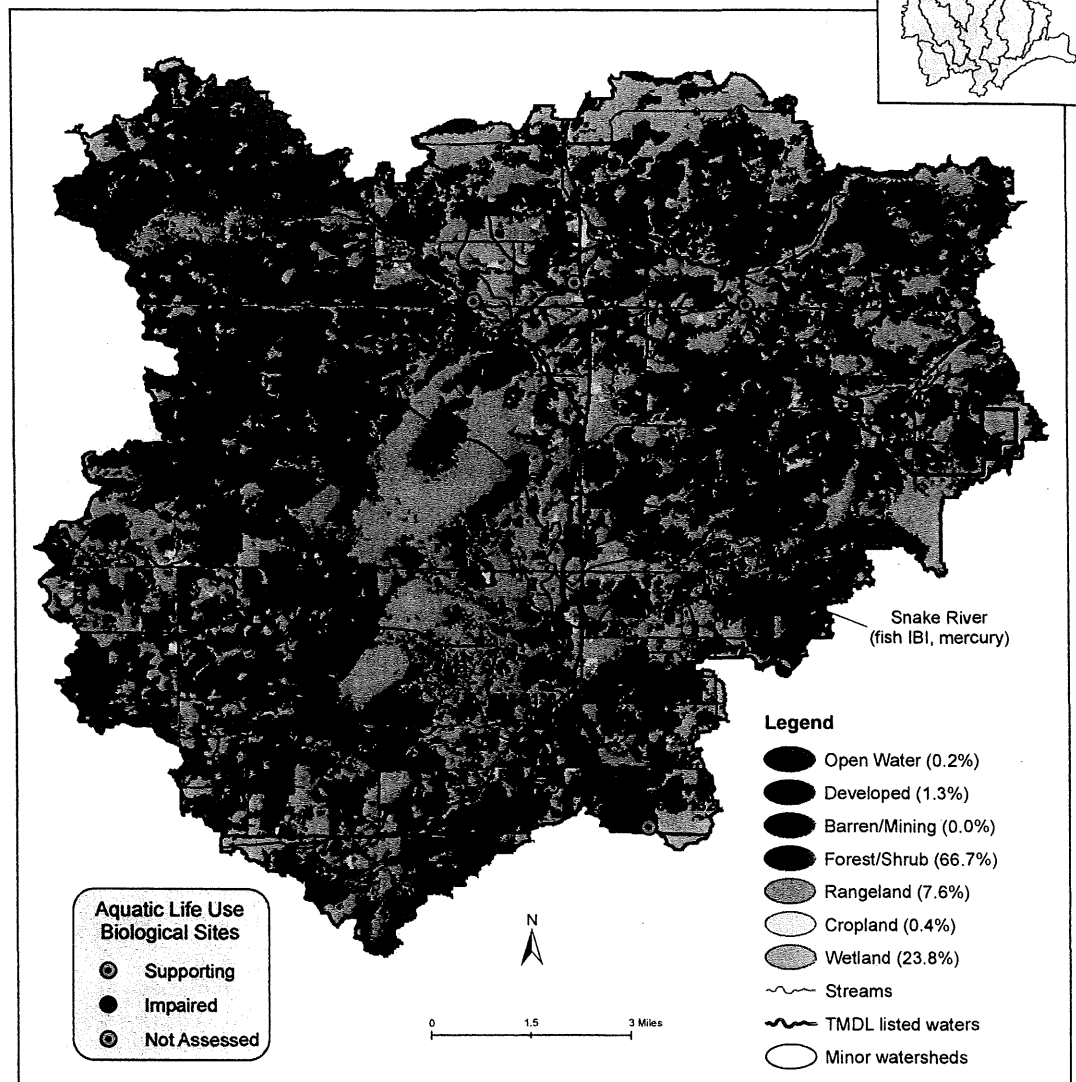 Snake River
(fish IBI, mercury)
Legend
Open Water (0.2%)
Developed (1.3%)
Barren/Mining (0.0%)
Forest/Shrub (66.7%)
Rangeland (7.6%)
Cropland (0.4%)
Wetland (23.8%)
Streams
TMDL listed waters
Minor watersheds
Aquatic Life Use
Biological Sites
Supporting
Impaired
Not Assessed
N
0 1.5 3 Miles